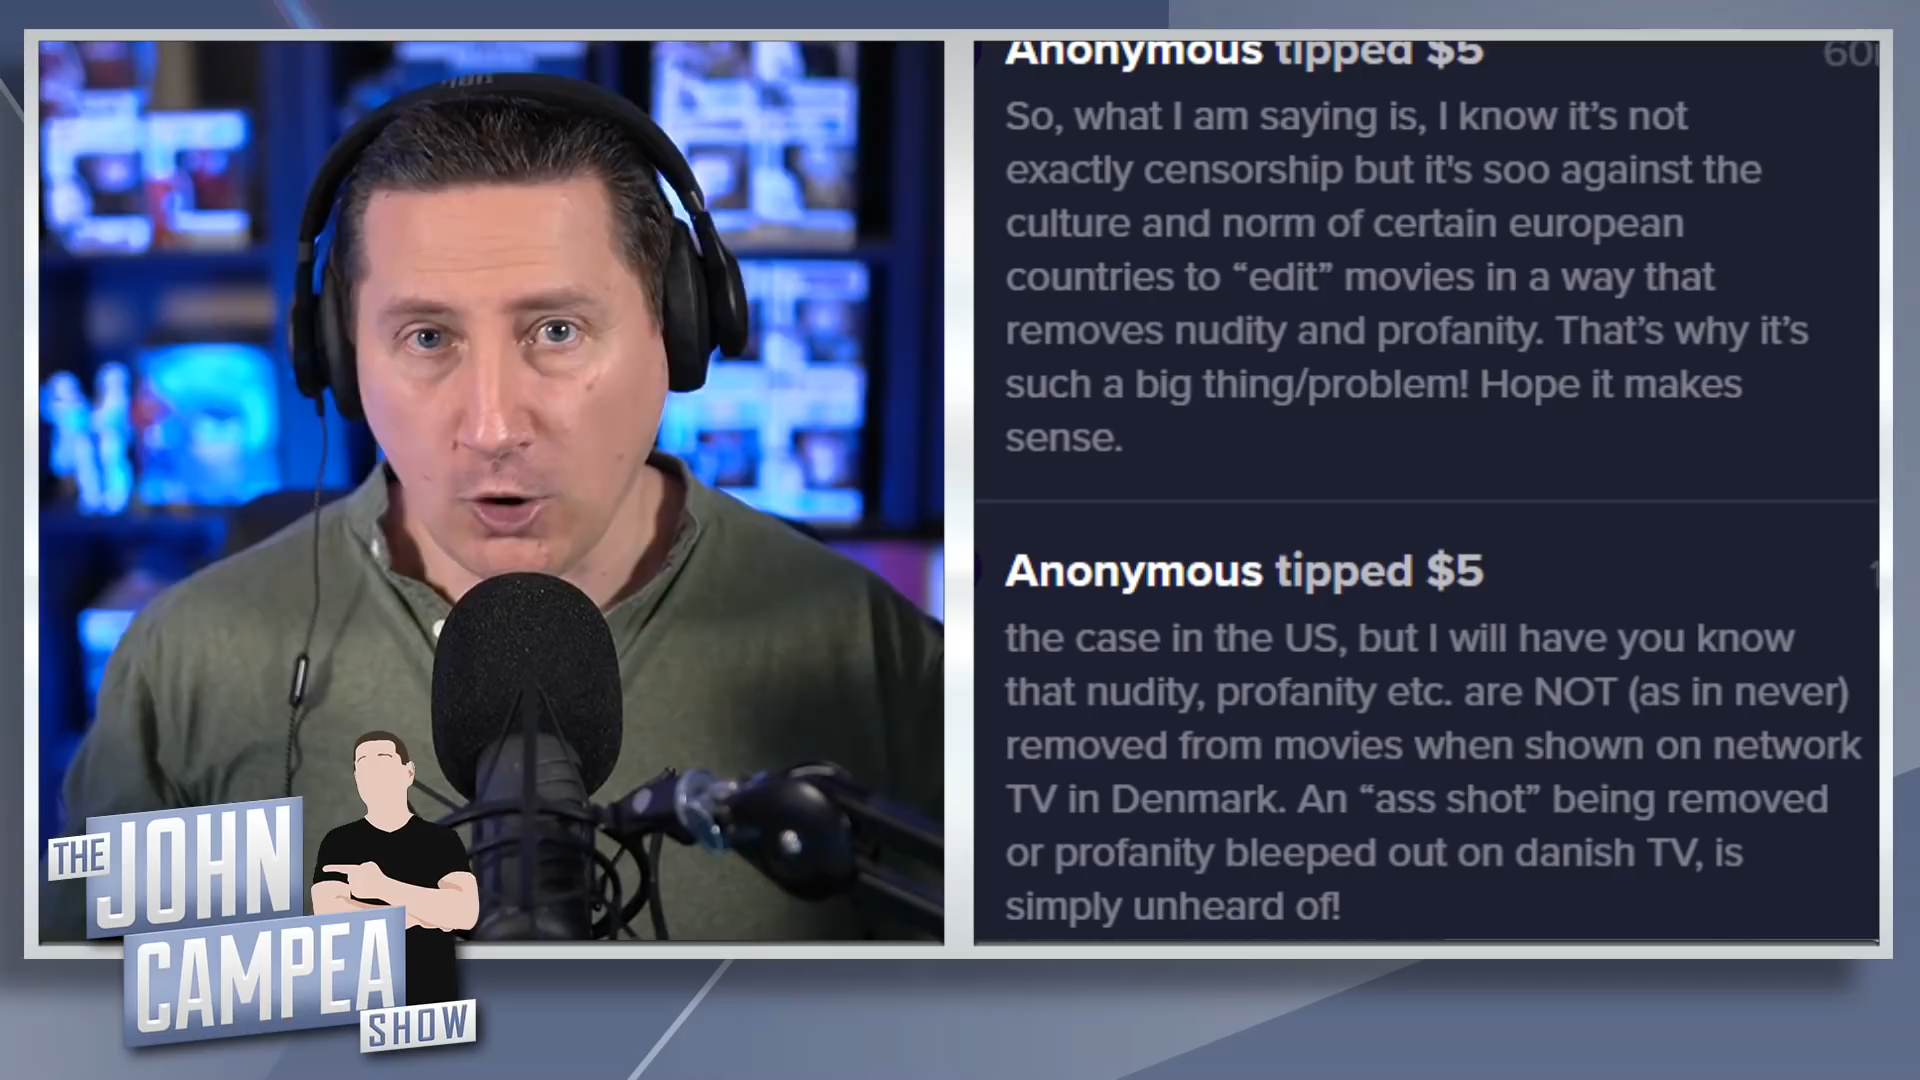 Anonymous tipped $5
So, what I am saying is, I know it’s not
exactly censorship but it's soo against the
culture and norm of certain european
countries to “edit” movies in a way that
removes nudity and profanity. That’s why it’s
such a big thing/problem! Hope it makes
sense.
Anonymous tipped $5
the case in the US, but I will have you know
that nudity, profanity etc. are NOT (as in never)
removed from movies when shown on network
TV in Denmark. An “ass shot” being removed
or profanity bleeped out on danish TV, is
simply unheard of!
THE
JOHN
CAMPEA
SHOW